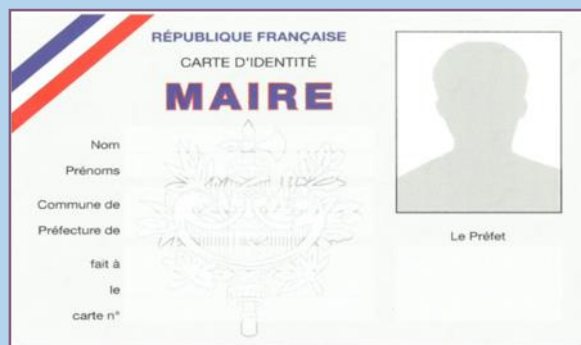 RÉPUBLIQUE FRANÇAISE
CARTE D'IDENTITÉ
MAIRE
Nom
Prénoms
Commune de
Préfecture de
fait à
le
carte n°
Le Préfet